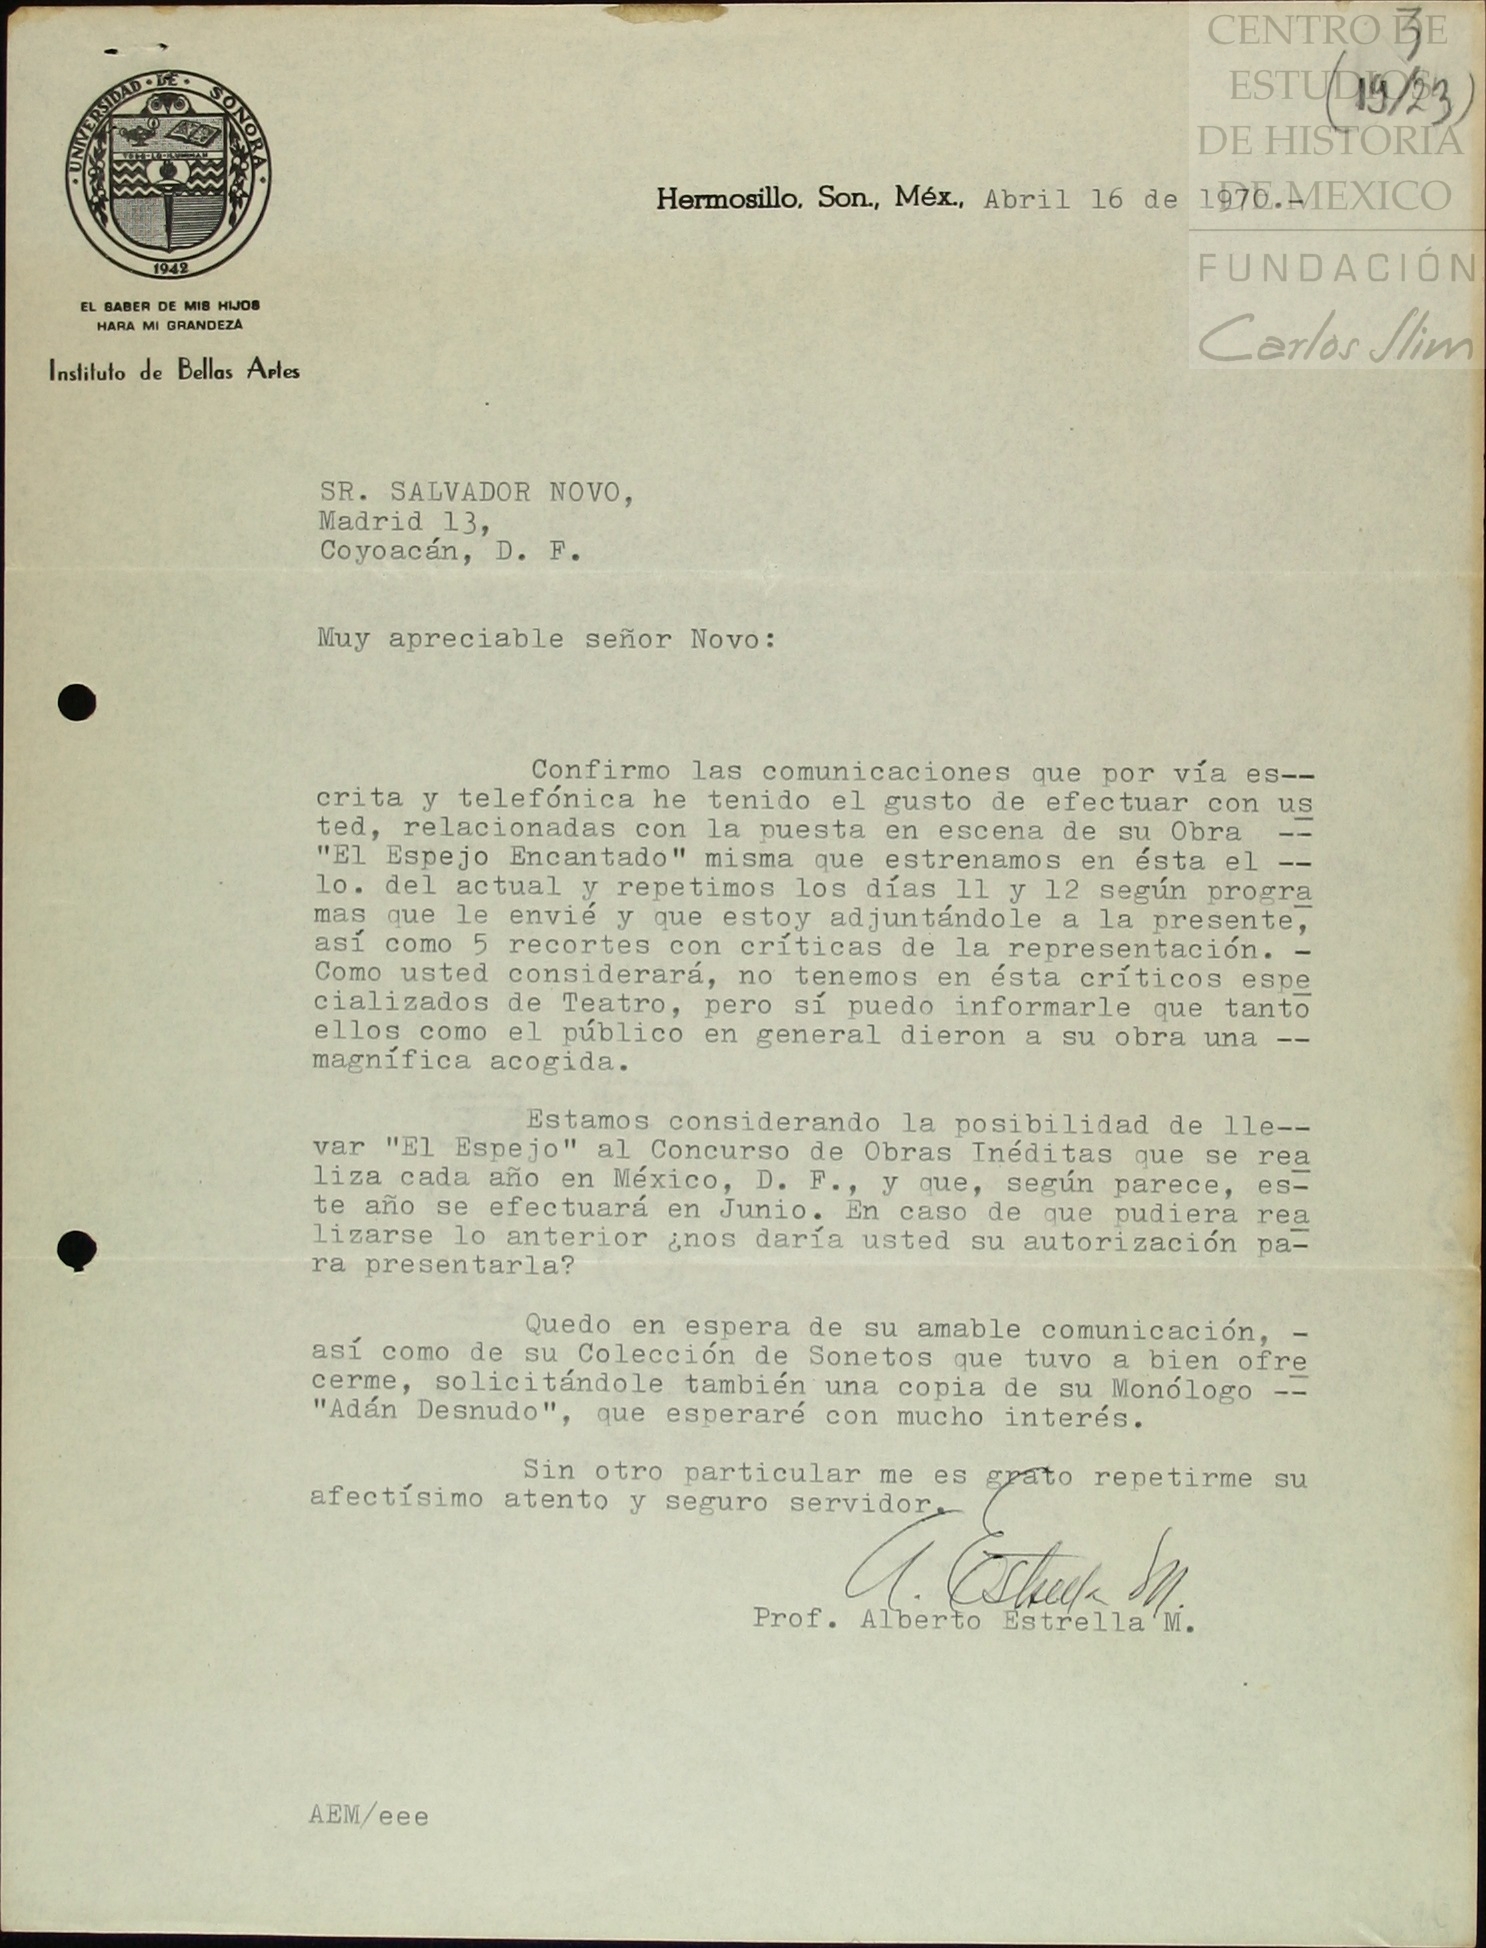 CENTRO DE
ESTUDIOS
DE HISTORIA
DE MEXICO
FUNDACIÓN
Carlos Slim
3
(19/23)
· UNIVERSIDAD · DE · SONORA ·
TODO-LO-ILUMINAN
1942
EL SABER DE MIS HIJOS
HARA MI GRANDEZA
Instituto de Bellas Artes
Hermosillo, Son., Méx., Abril 16 de 1970.-
SR. SALVADOR NOVO,
Madrid 13,
Coyoacán, D. F.
Muy apreciable señor Novo:
Confirmo las comunicaciones que por vía es--
crita y telefónica he tenido el gusto de efectuar con us
ted, relacionadas con la puesta en escena de su Obra --
"El Espejo Encantado" misma que estrenamos en ésta el --
lo. del actual y repetimos los días 11 y 12 según progra
mas que le envié y que estoy adjuntándole a la presente,
así como 5 recortes con críticas de la representación. -
Como usted considerará, no tenemos en ésta críticos espe
cializados de Teatro, pero sí puedo informarle que tanto
ellos como el público en general dieron a su obra una --
magnífica acogida.
Estamos considerando la posibilidad de lle--
var "El Espejo" al Concurso de Obras Inéditas que se rea
liza cada año en México, D. F., y que, según parece, es-
te año se efectuará en Junio. En caso de que pudiera rea
lizarse lo anterior ¿nos daría usted su autorización pa-
ra presentarla?
Quedo en espera de su amable comunicación, -
así como de su Colección de Sonetos que tuvo a bien ofre
cerme, solicitándole también una copia de su Monólogo --
"Adán Desnudo", que esperaré con mucho interés.
Sin otro particular me es grato repetirme su
afectísimo atento y seguro servidor.
A. Estrella M.
Prof. Alberto Estrella M.
AEM/eee